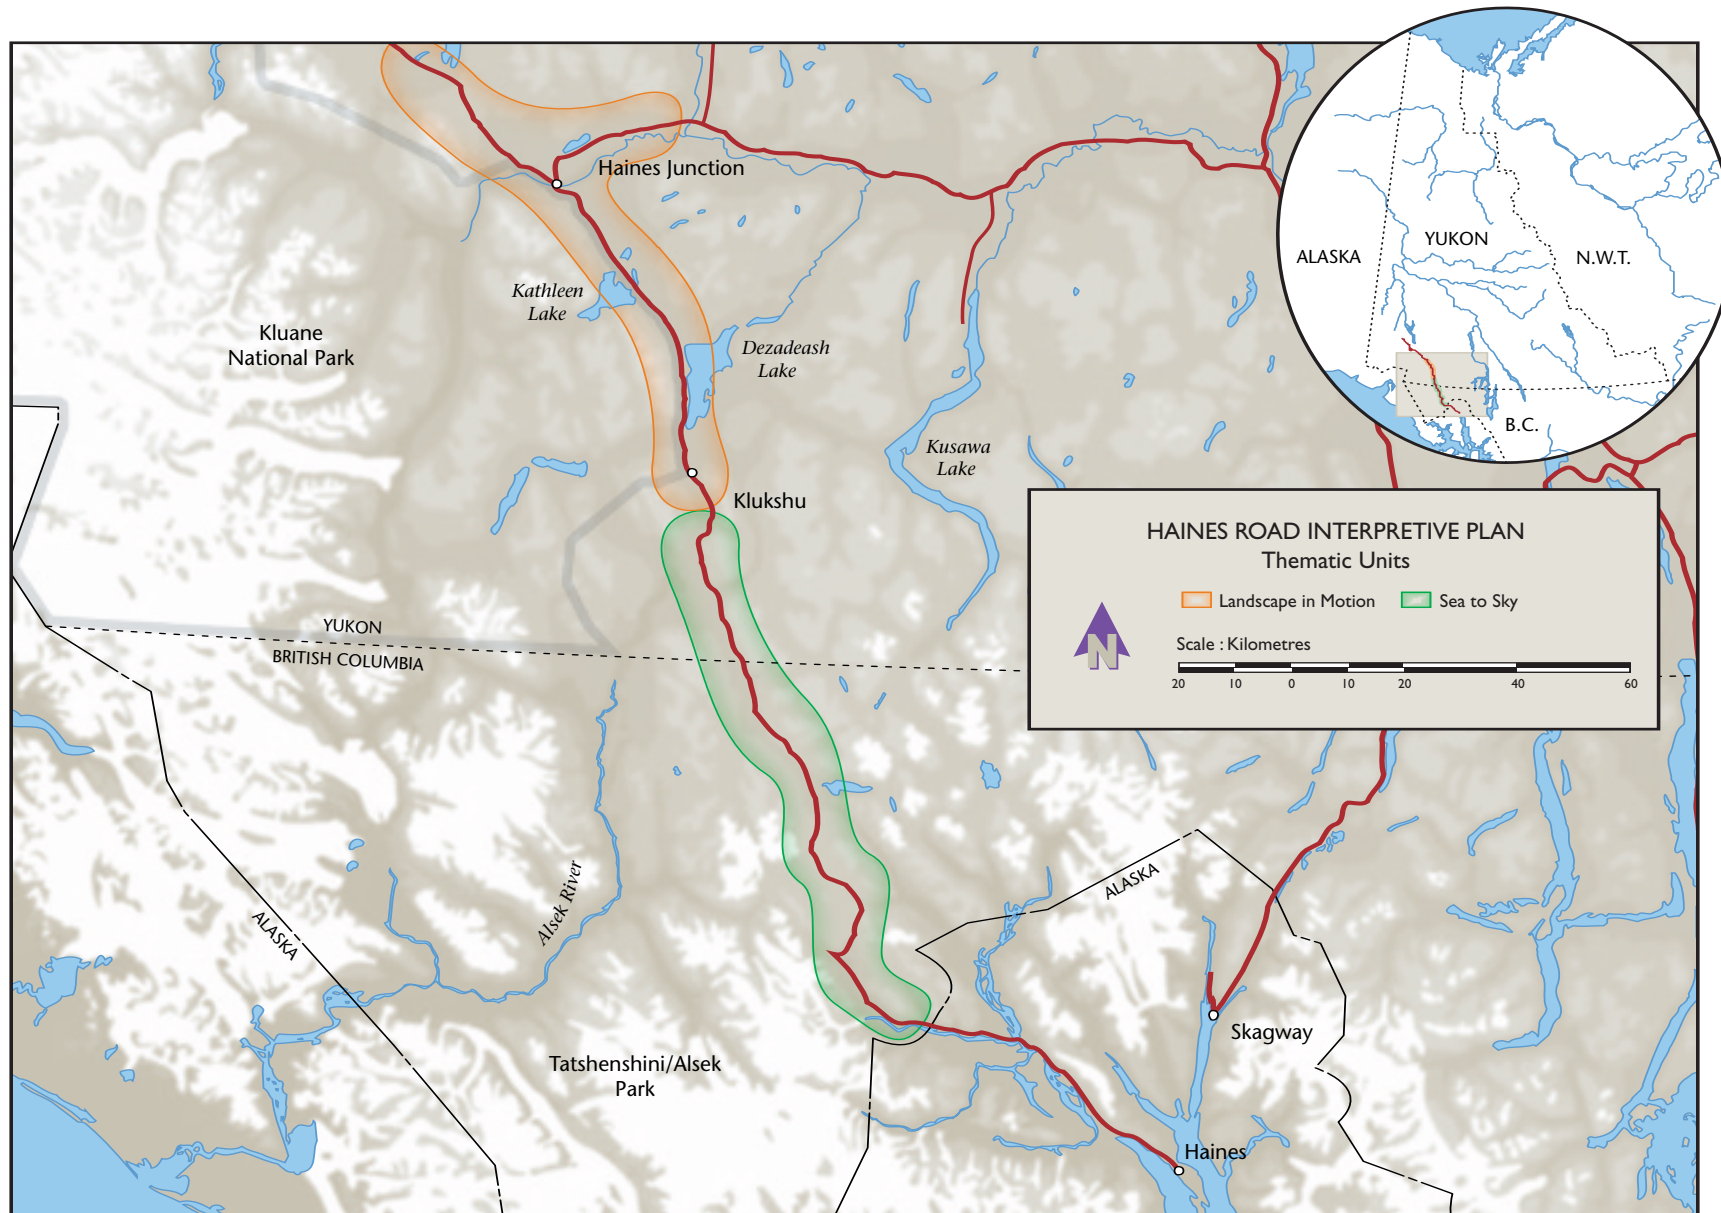 ALASKA
YUKON
N.W.T.
B.C.
Haines Junction
Kathleen
Lake
Kluane
National Park
Dezadeash
Lake
Kusawa
Lake
Klukshu
HAINES ROAD INTERPRETIVE PLAN
Thematic Units
Landscape in Motion
Sea to Sky
N
Scale : Kilometres
20 10 0 10 20 40 60
YUKON
BRITISH COLUMBIA
ALASKA
Alsek River
ALASKA
Skagway
Tatshenshini/Alsek
Park
Haines